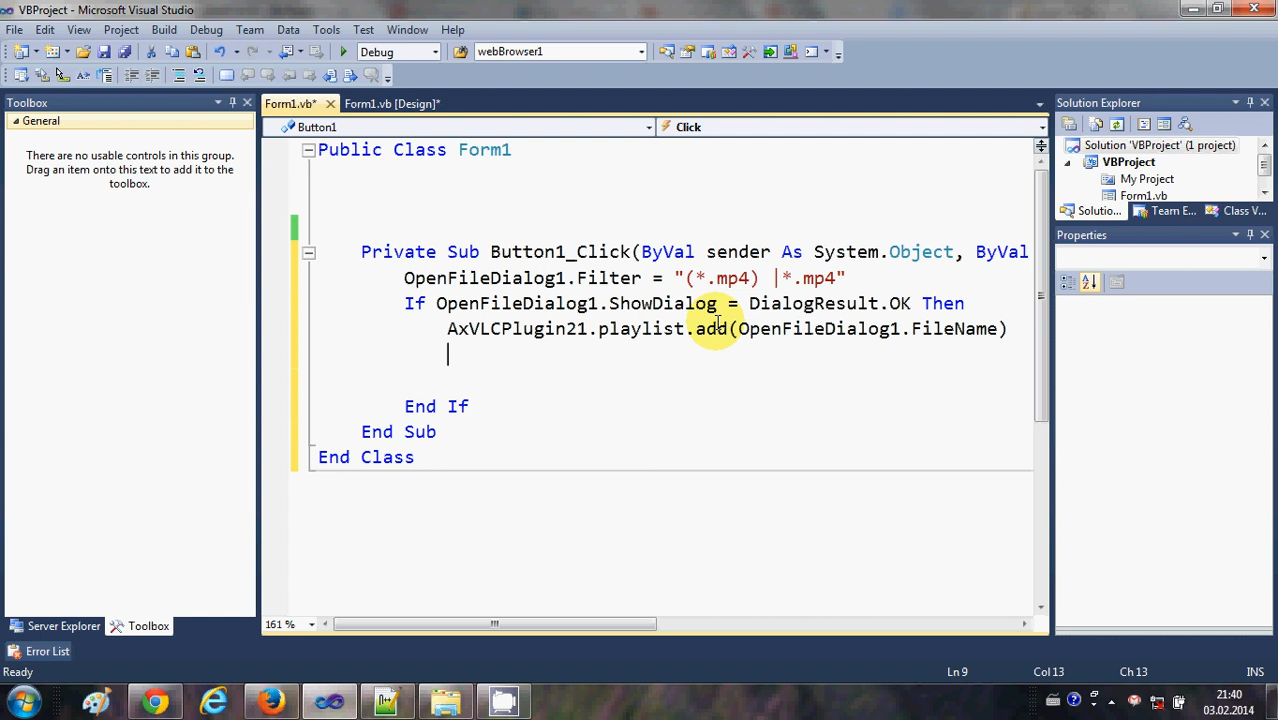 VBProject - Microsoft Visual Studio
File Edit View Project Build Debug Team Data Tools Test Window Help
Debug webBrowser1
Toolbox
General
There are no usable controls in this group.
Drag an item onto this text to add it to the
toolbox.
Server Explorer Toolbox
Form1.vb* Form1.vb [Design]*
Button1 Click
Public Class Form1
Private Sub Button1_Click(ByVal sender As System.Object, ByVal
OpenFileDialog1.Filter = "(*.mp4) |*.mp4"
If OpenFileDialog1.ShowDialog = DialogResult.OK Then
AxVLCPlugin21.playlist.add(OpenFileDialog1.FileName)
End If
End Sub
End Class
161 %
Solution Explorer
Solution 'VBProject' (1 project)
VBProject
My Project
Form1.vb
Solutio... Team E... Class V...
Properties
Error List
Ready Ln 9 Col 13 Ch 13 INS
21:40
03.02.2014